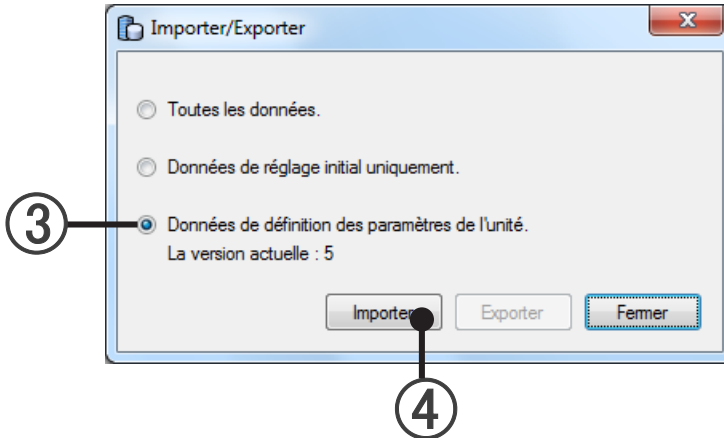 Importer/Exporter
Toutes les données.
Données de réglage initial uniquement.
③
Données de définition des paramètres de l'unité.
La version actuelle : 5
Importer
Exporter
Fermer
④